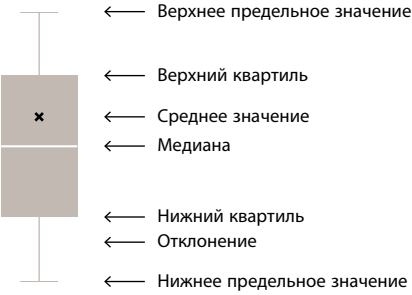 Верхнее предельное значение
Верхний квартиль
Среднее значение
Медиана
Нижний квартиль
Отклонение
Нижнее предельное значение